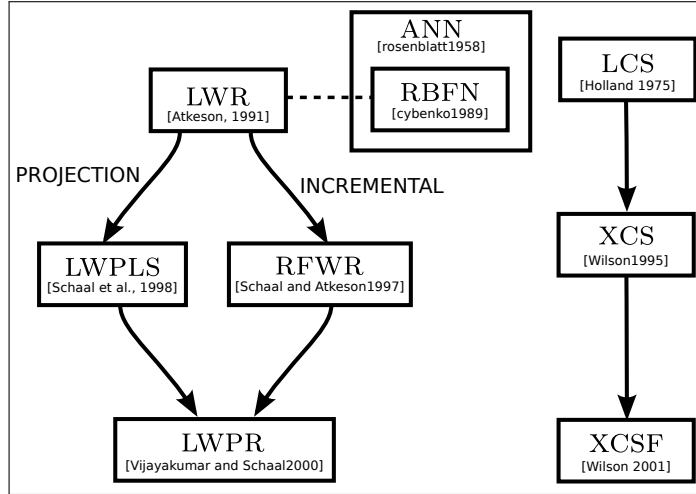 ANN
[rosenblatt1958]
LWR
[Atkeson, 1991]
RBFN
[cybenko1989]
LCS
[Holland 1975]
PROJECTION
INCREMENTAL
LWPLS
[Schaal et al., 1998]
RFWR
[Schaal and Atkeson1997]
XCS
[Wilson1995]
LWPR
[Vijayakumar and Schaal2000]
XCSF
[Wilson 2001]